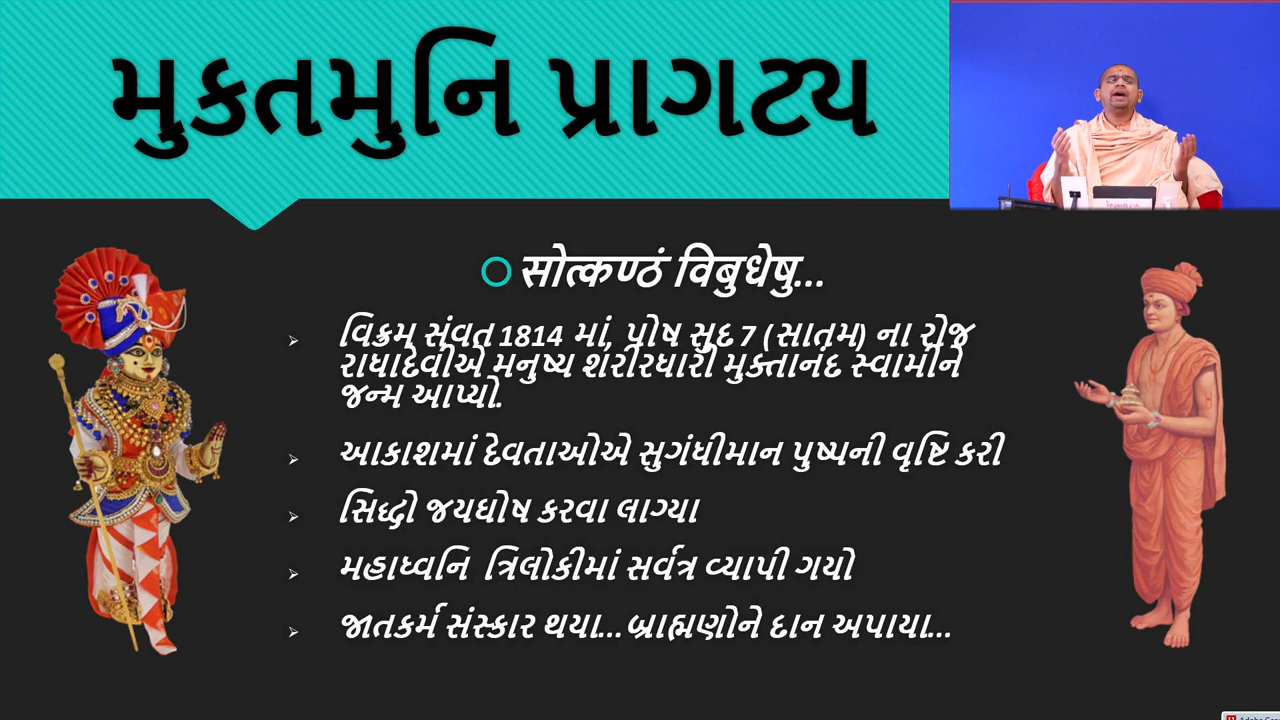 મુકતમુનિ પ્રાગટ્ય
सोत्कण्ठं विबुधेषु...
વિક્રમ સંવત 1814 માં, પોષ સુદ 7 (સાતમ) ના રોજ
રાધાદેવીએ મનુષ્ય શરીરધારી મુક્તાનંદ સ્વામીને
જન્મ આપ્યો.
આકાશમાં દેવતાઓએ સુગંધીમાન પુષ્પની વૃષ્ટિ કરી
સિદ્ધો જયઘોષ કરવા લાગ્યા
મહાધ્વનિ ત્રિલોકીમાં સર્વત્ર વ્યાપી ગયો
જાતકર્મ સંસ્કાર થયા... બ્રાહ્મણોને દાન અપાયા...